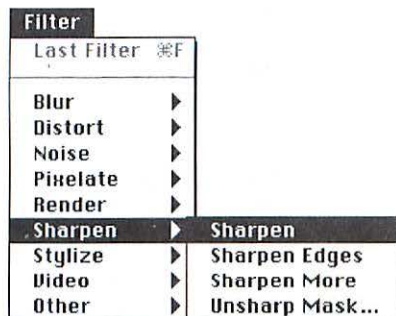 Filter
Last Filter ⌘F
Blur
Distort
Noise
Pixelate
Render
Sharpen
Stylize
Video
Other
Sharpen
Sharpen Edges
Sharpen More
Unsharp Mask...